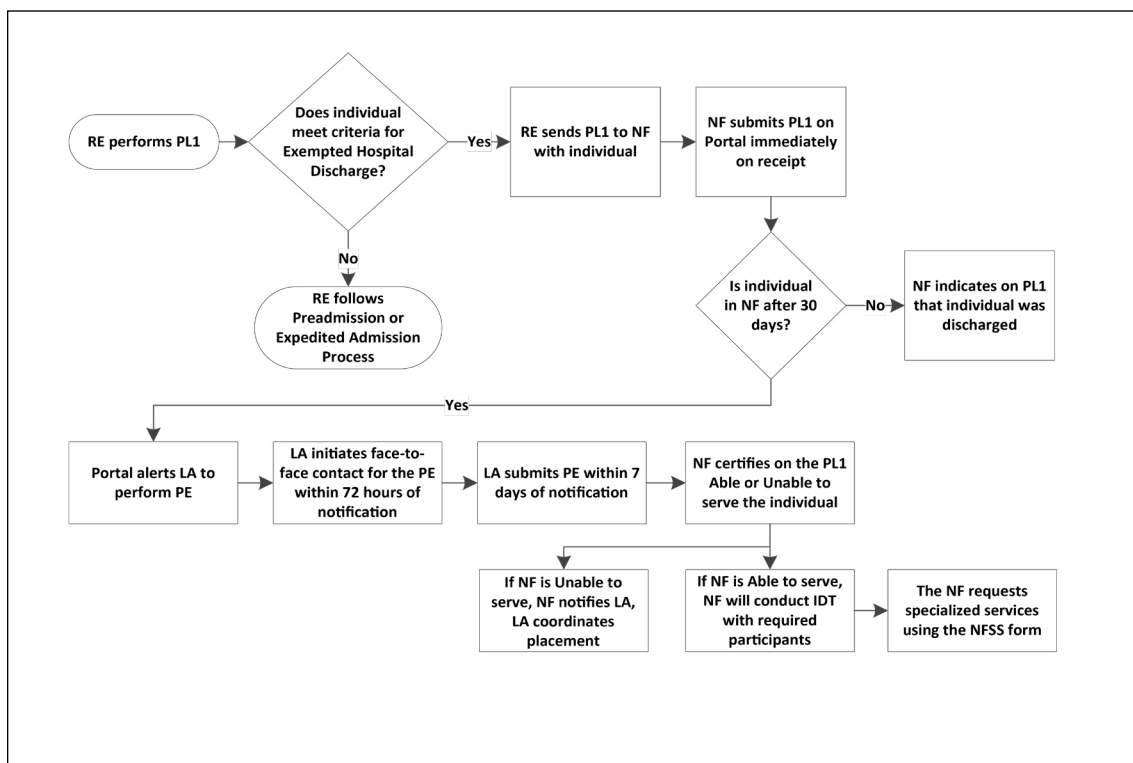 RE performs PL1
Does individual
meet criteria for
Exempted Hospital
Discharge?
Yes
RE sends PL1 to NF
with individual
NF submits PL1 on
Portal immediately
on receipt
No
RE follows
Preadmission or
Expedited Admission
Process
Is individual
in NF after 30
days?
No
NF indicates on PL1
that individual was
discharged
Yes
Portal alerts LA to
perform PE
LA initiates face-to-
face contact for the PE
within 72 hours of
notification
LA submits PE within 7
days of notification
NF certifies on the PL1
Able or Unable to
serve the individual
If NF is Unable to
serve, NF notifies LA,
LA coordinates
placement
If NF is Able to serve,
NF will conduct IDT
with required
participants
The NF requests
specialized services
using the NFSS form